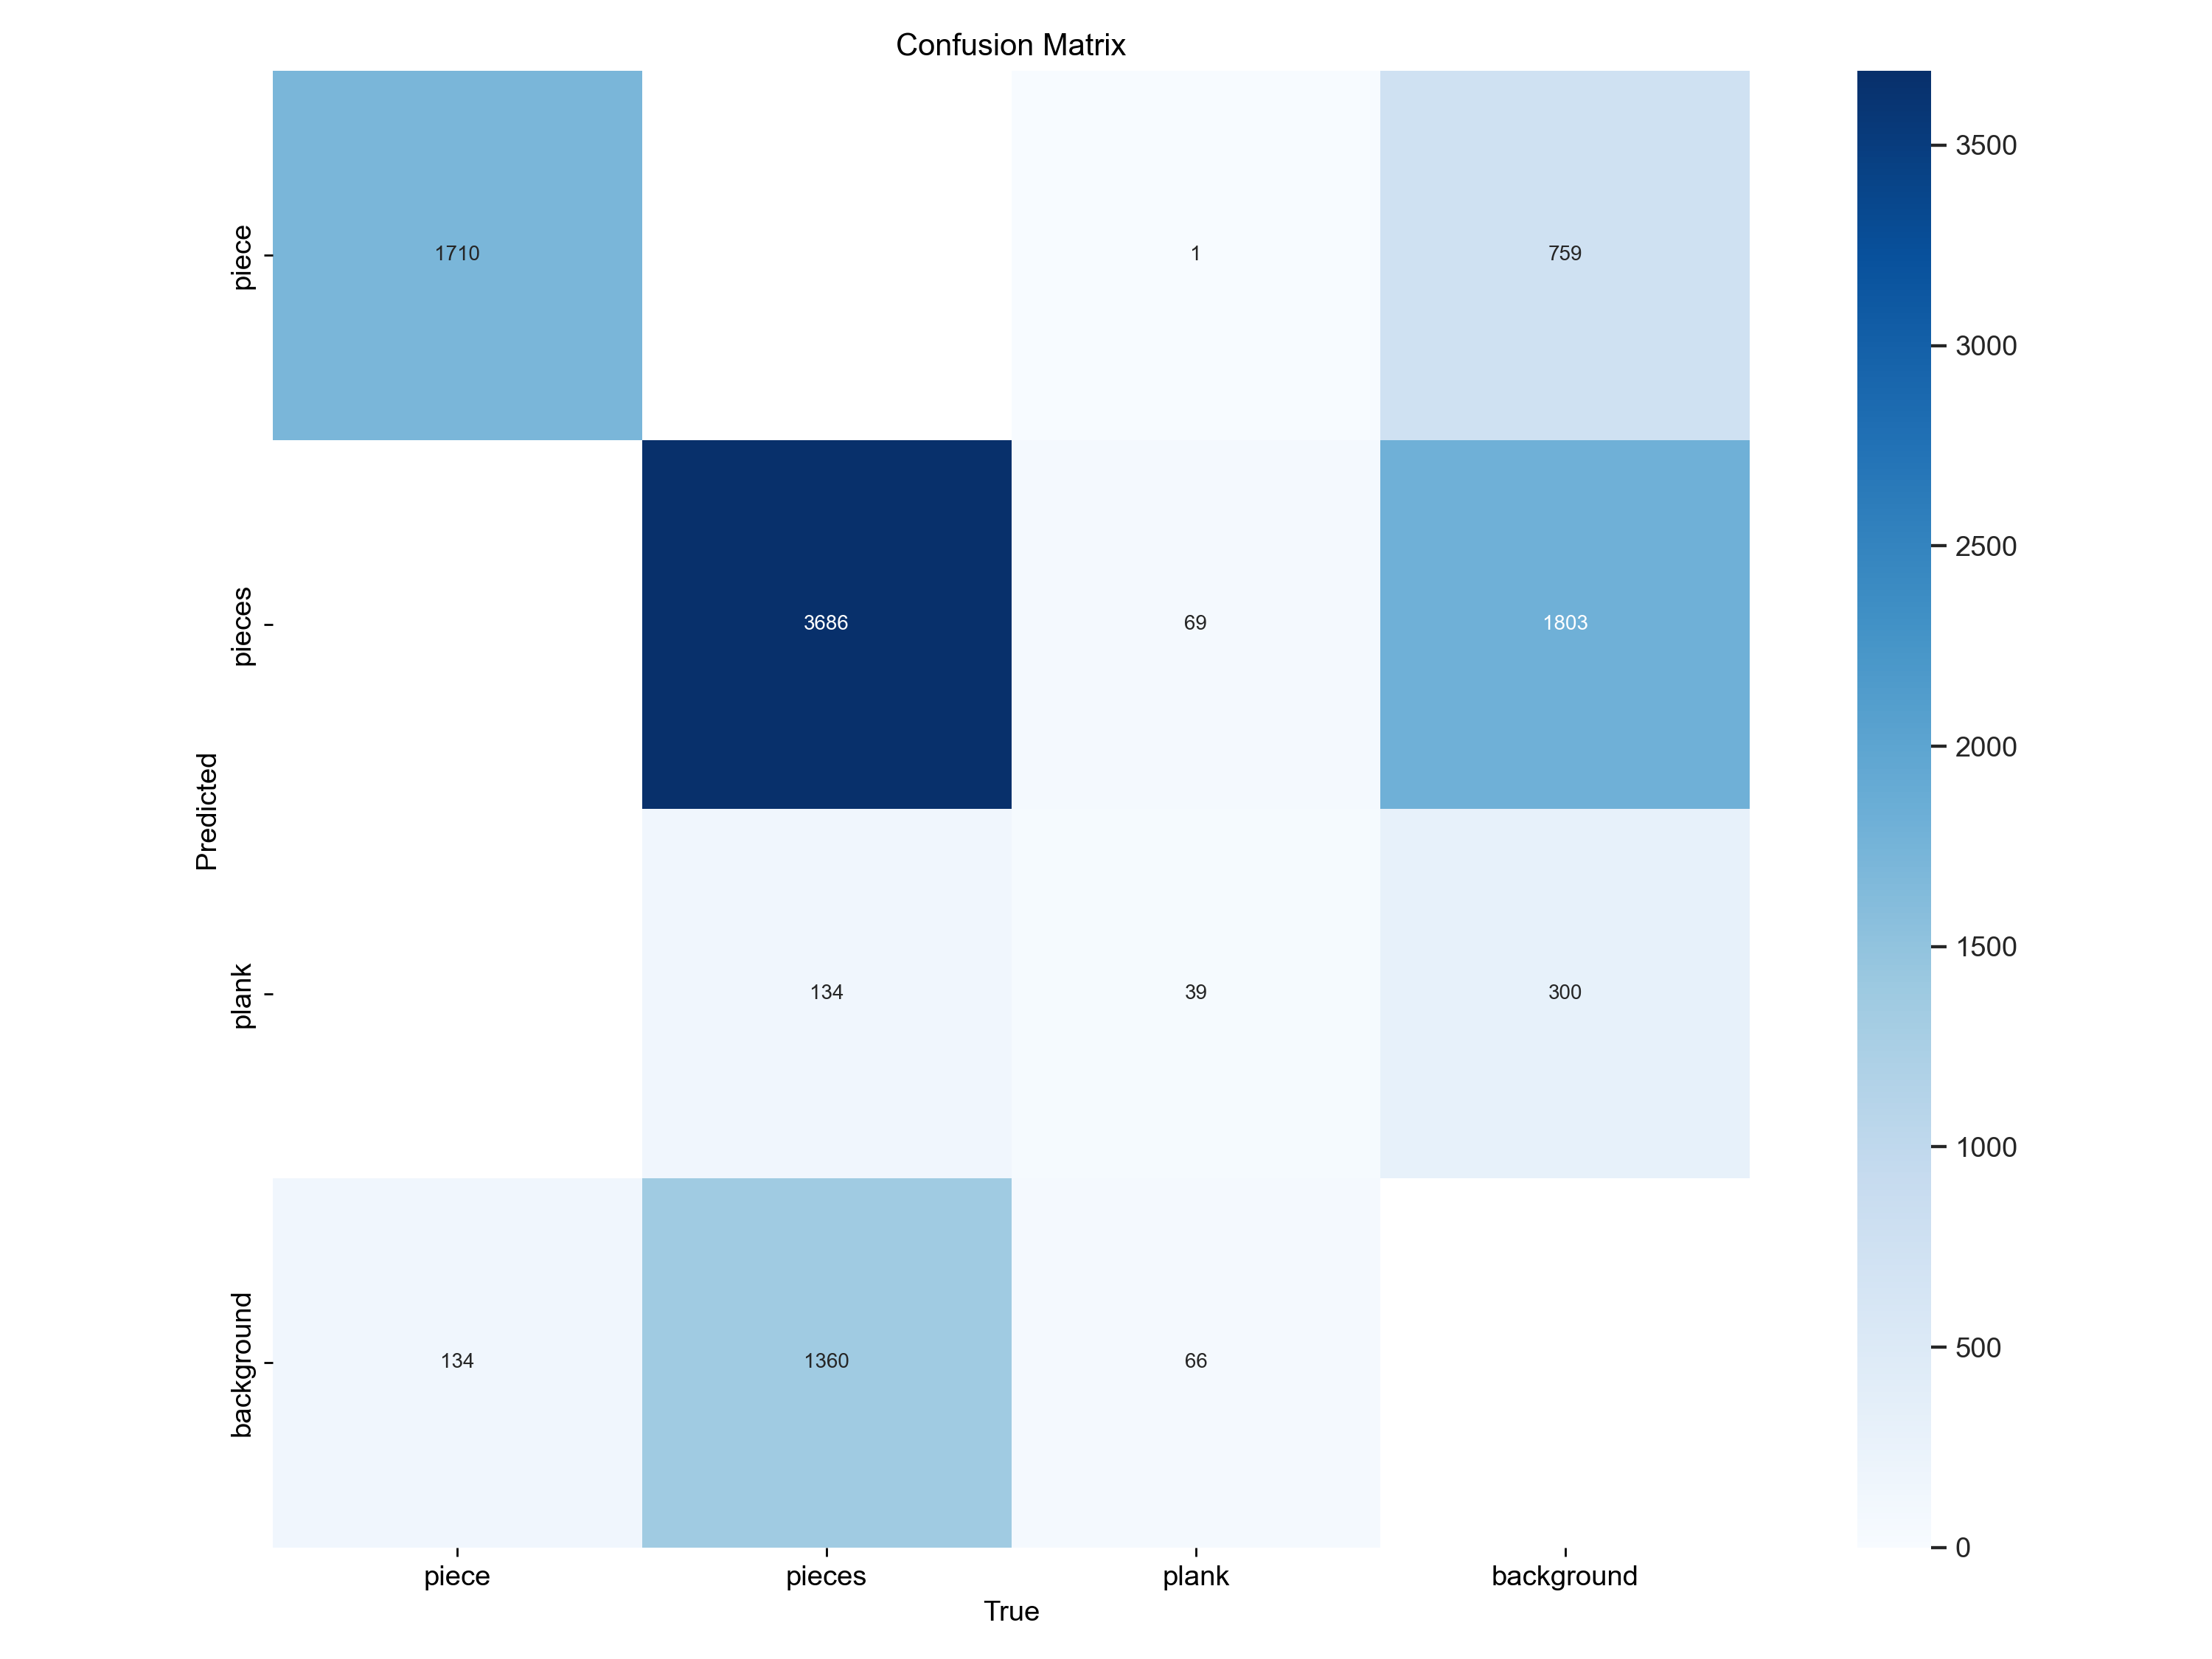 Confusion Matrix
piece
1710
1
759
pieces
3686
69
1803
plank
134
39
300
background
134
1360
66
piece
pieces
plank
background
True
Predicted
3500
3000
2500
2000
1500
1000
500
0